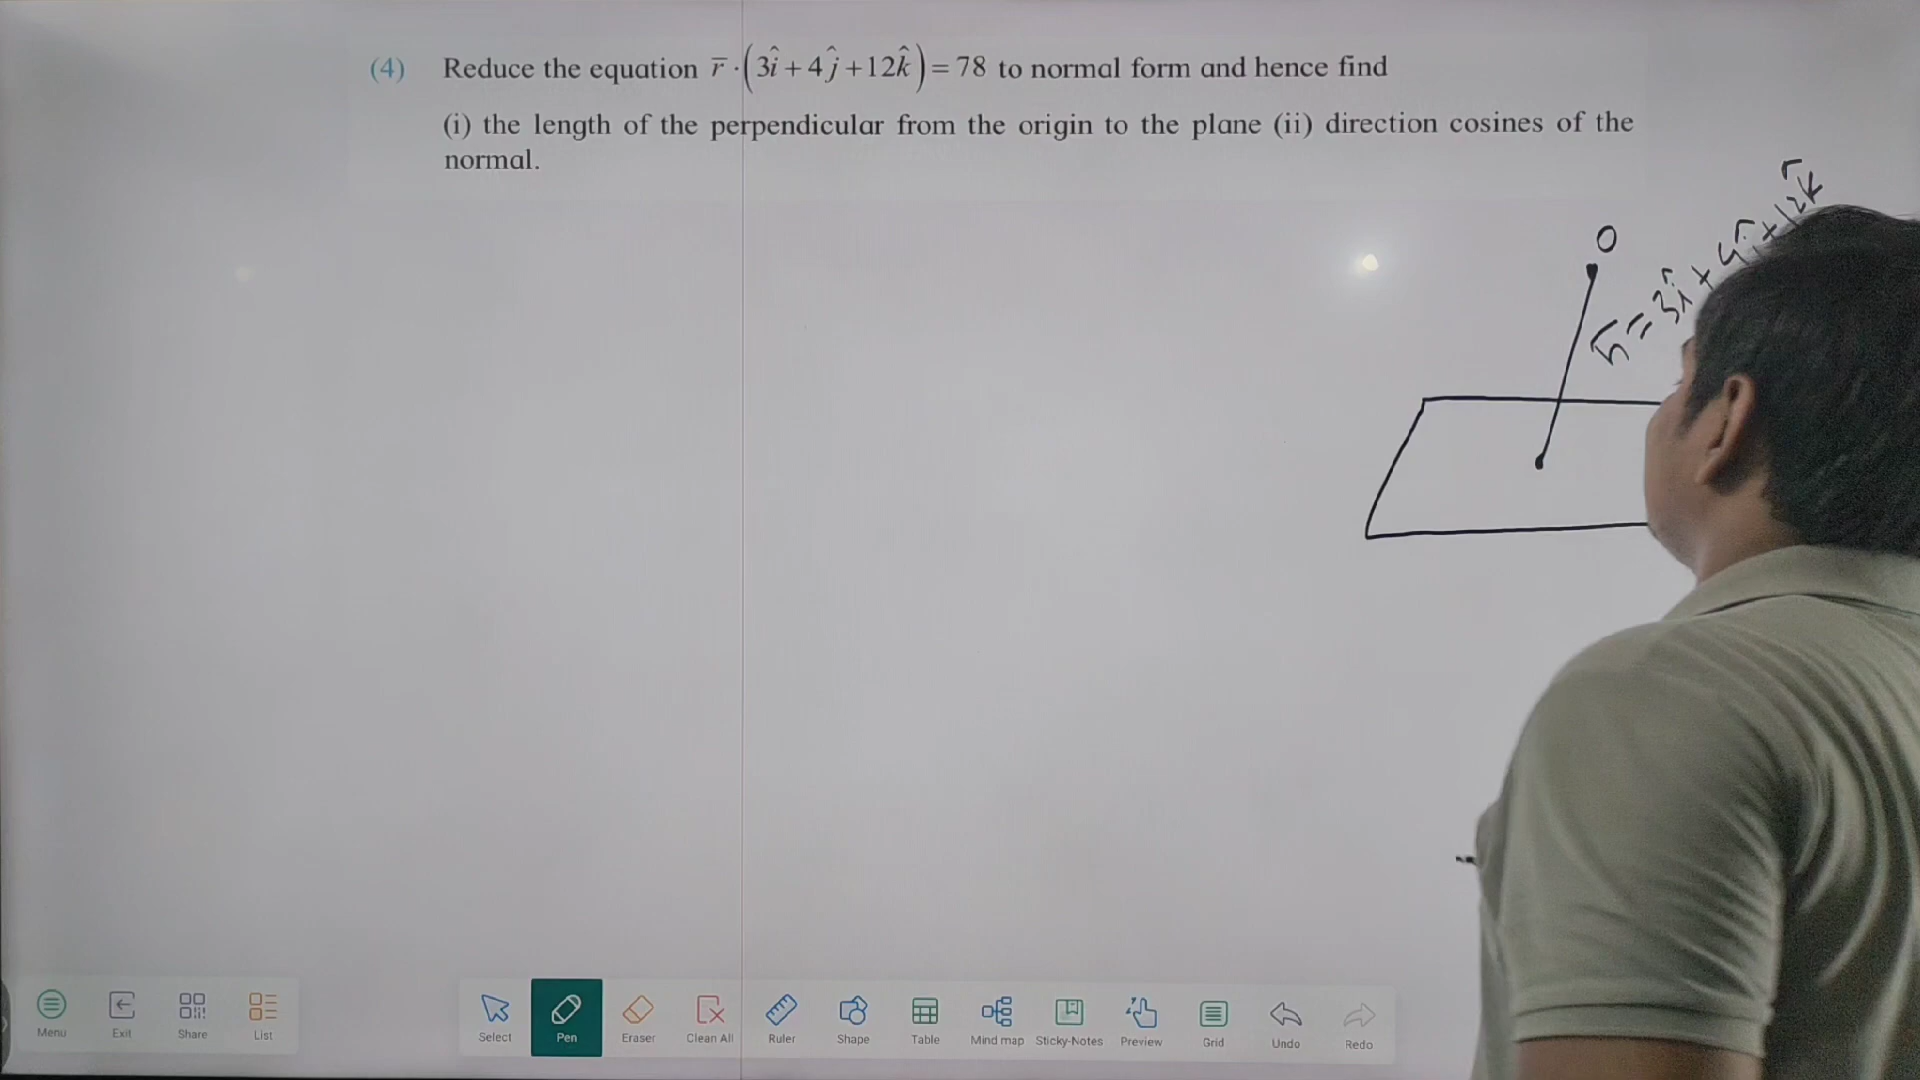 (4) Reduce the equation r̅ · (3î + 4ĵ + 12k̂) = 78 to normal form and hence find
(i) the length of the perpendicular from the origin to the plane (ii) direction cosines of the
normal.
O
n̅ = 3î + 4ĵ + 12k̂
Menu Exit Share List Select Pen Eraser Clean All Ruler Shape Table Mind map Sticky-Notes Preview Grid Undo Redo